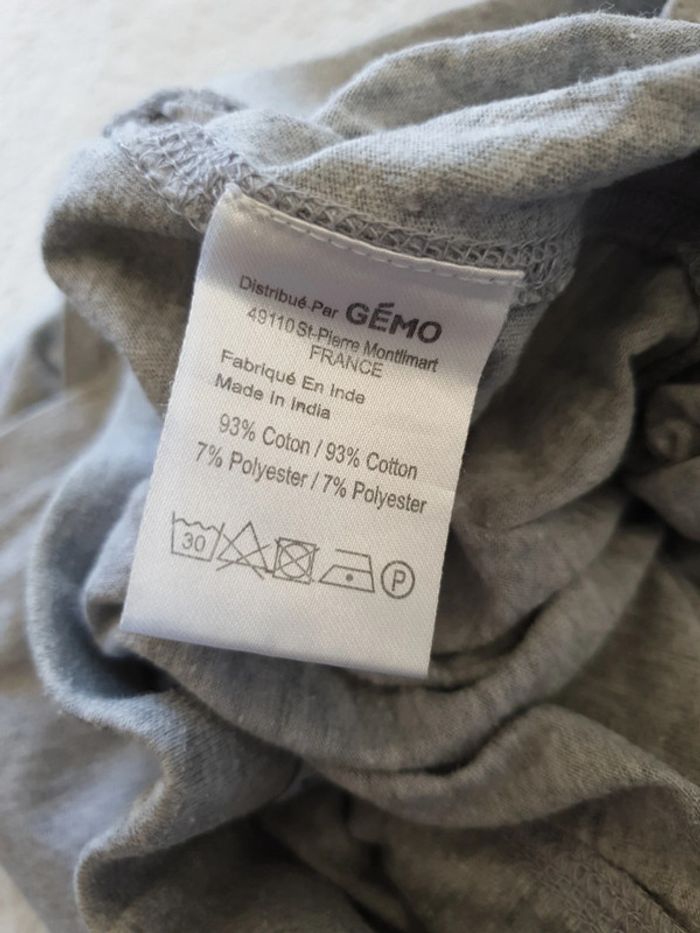 Distribué Par GÉMO
49110 St-Pierre Montlimart
FRANCE
Fabriqué En Inde
Made in India
93% Coton / 93% Cotton
7% Polyester / 7% Polyester
30 P